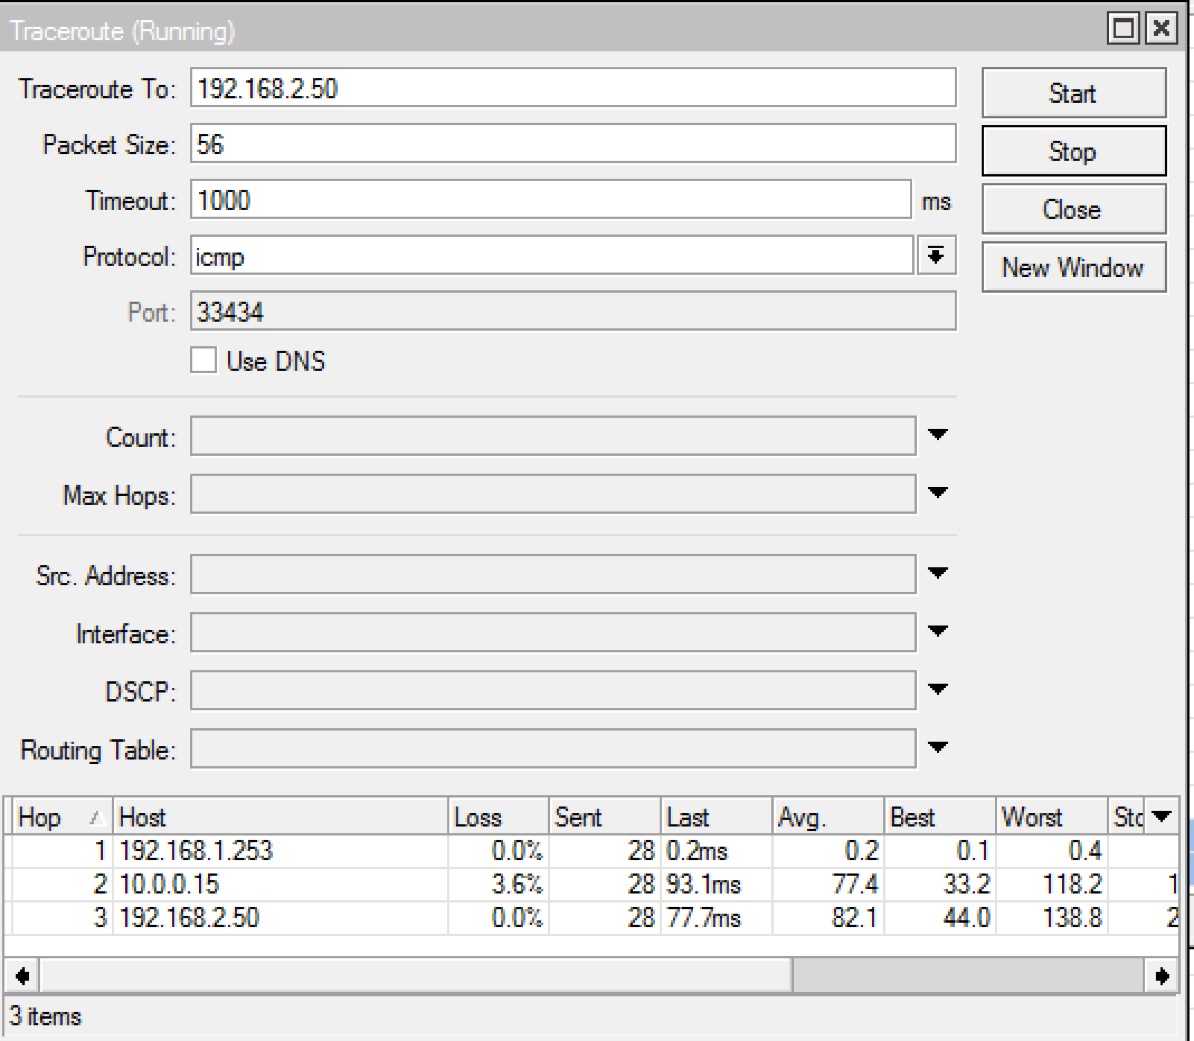 Traceroute (Running)
Traceroute To: 192.168.2.50 Start
Packet Size: 56 Stop
Timeout: 1000 ms Close
Protocol: icmp New Window
Port: 33434
Use DNS
Count:
Max Hops:
Src. Address:
Interface:
DSCP:
Routing Table:
Hop Host Loss Sent Last Avg. Best Worst
1 192.168.1.253 0.0% 28 0.2ms 0.2 0.1 0.4
2 10.0.0.15 3.6% 28 93.1ms 77.4 33.2 118.2 1
3 192.168.2.50 0.0% 28 77.7ms 82.1 44.0 138.8 2
3 items